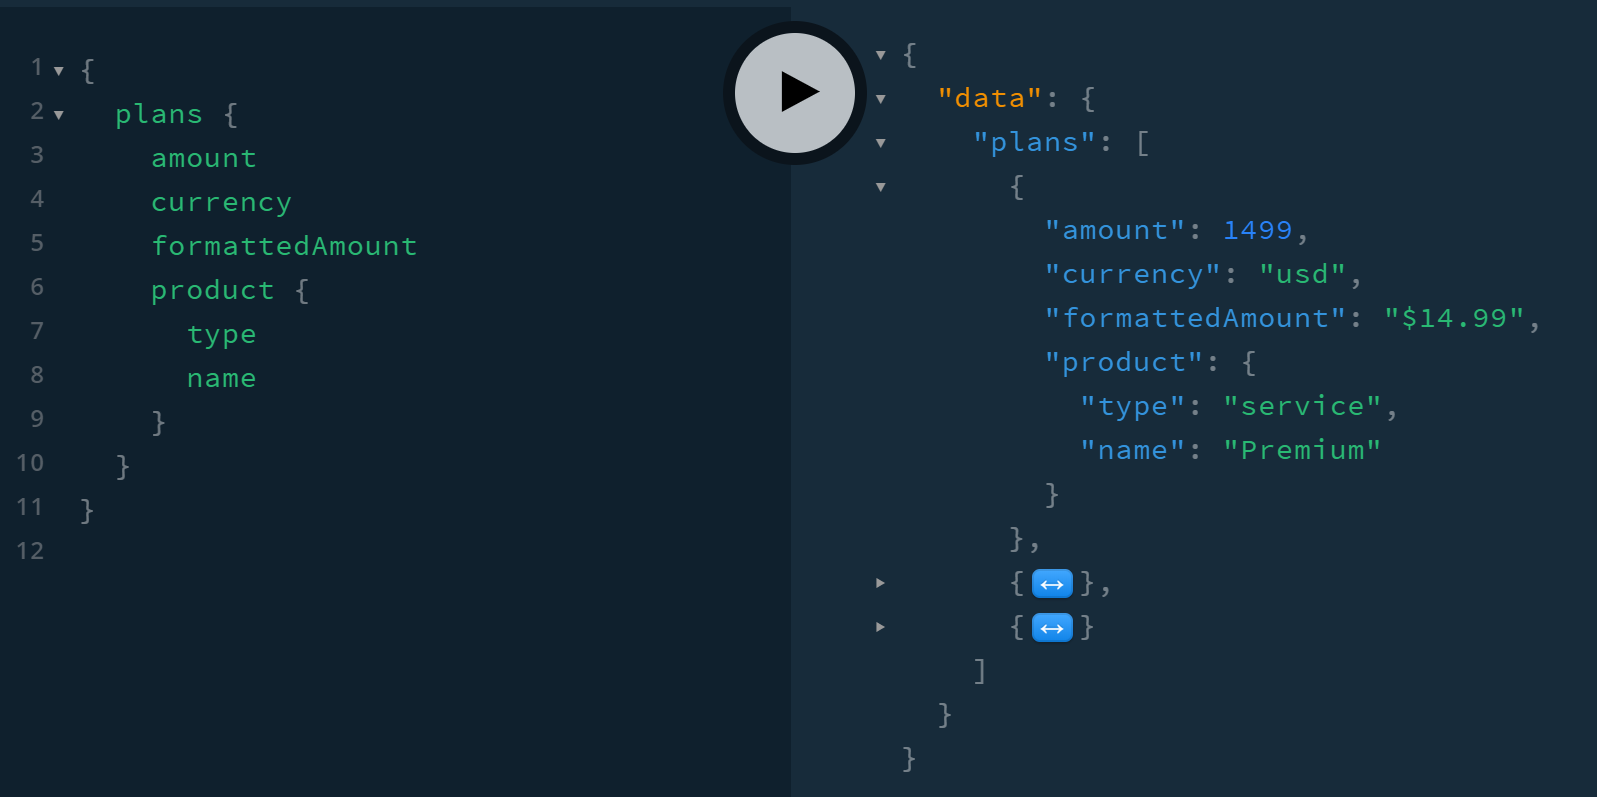 1 {
2 plans {
3 amount
4 currency
5 formattedAmount
6 product {
7 type
8 name
9 }
10 }
11 }
12
{
"data": {
"plans": [
{
"amount": 1499,
"currency": "usd",
"formattedAmount": "$14.99",
"product": {
"type": "service",
"name": "Premium"
}
},
{↔},
{↔}
]
}
}